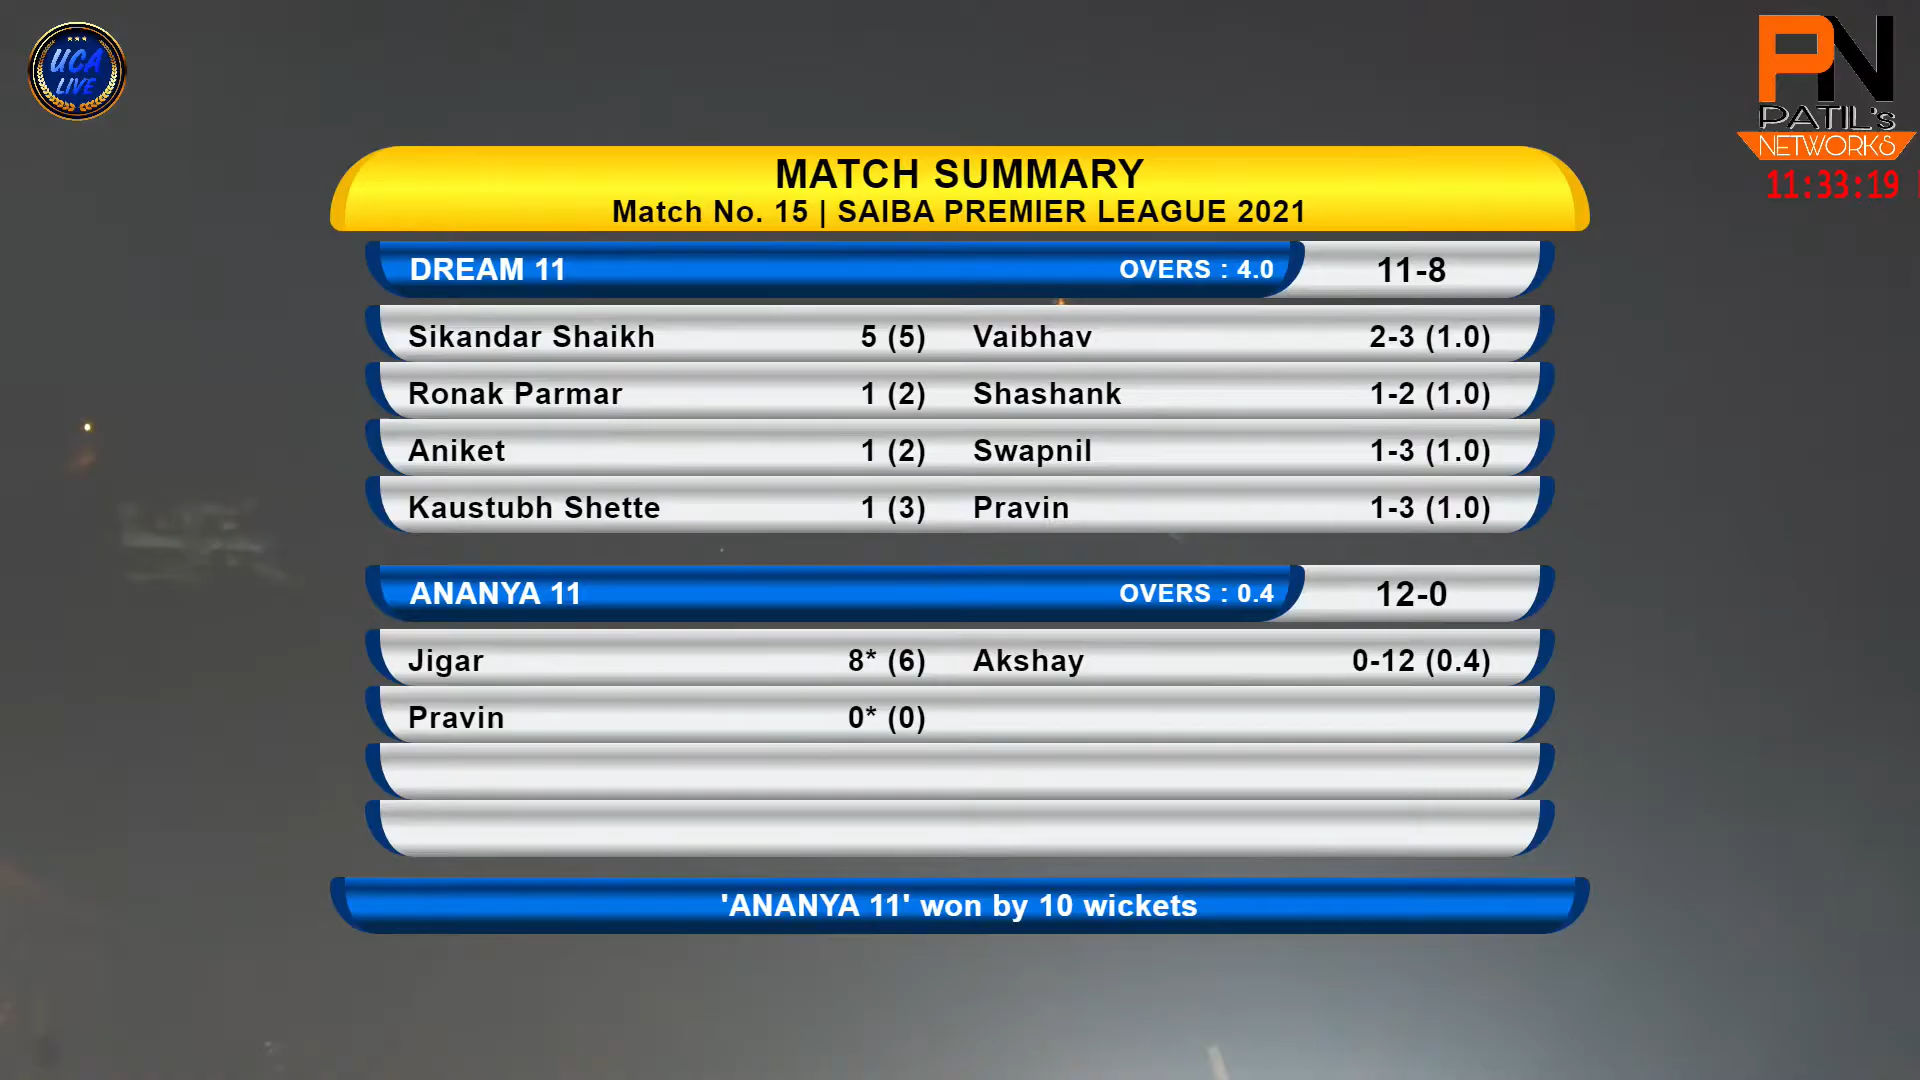 UCA
LIVE
PN
PATIL's
NETWORKS
11:33:19
MATCH SUMMARY
Match No. 15 | SAIBA PREMIER LEAGUE 2021
DREAM 11 OVERS : 4.0 11-8
Sikandar Shaikh 5 (5) Vaibhav 2-3 (1.0)
Ronak Parmar 1 (2) Shashank 1-2 (1.0)
Aniket 1 (2) Swapnil 1-3 (1.0)
Kaustubh Shette 1 (3) Pravin 1-3 (1.0)
ANANYA 11 OVERS : 0.4 12-0
Jigar 8* (6) Akshay 0-12 (0.4)
Pravin 0* (0)
'ANANYA 11' won by 10 wickets